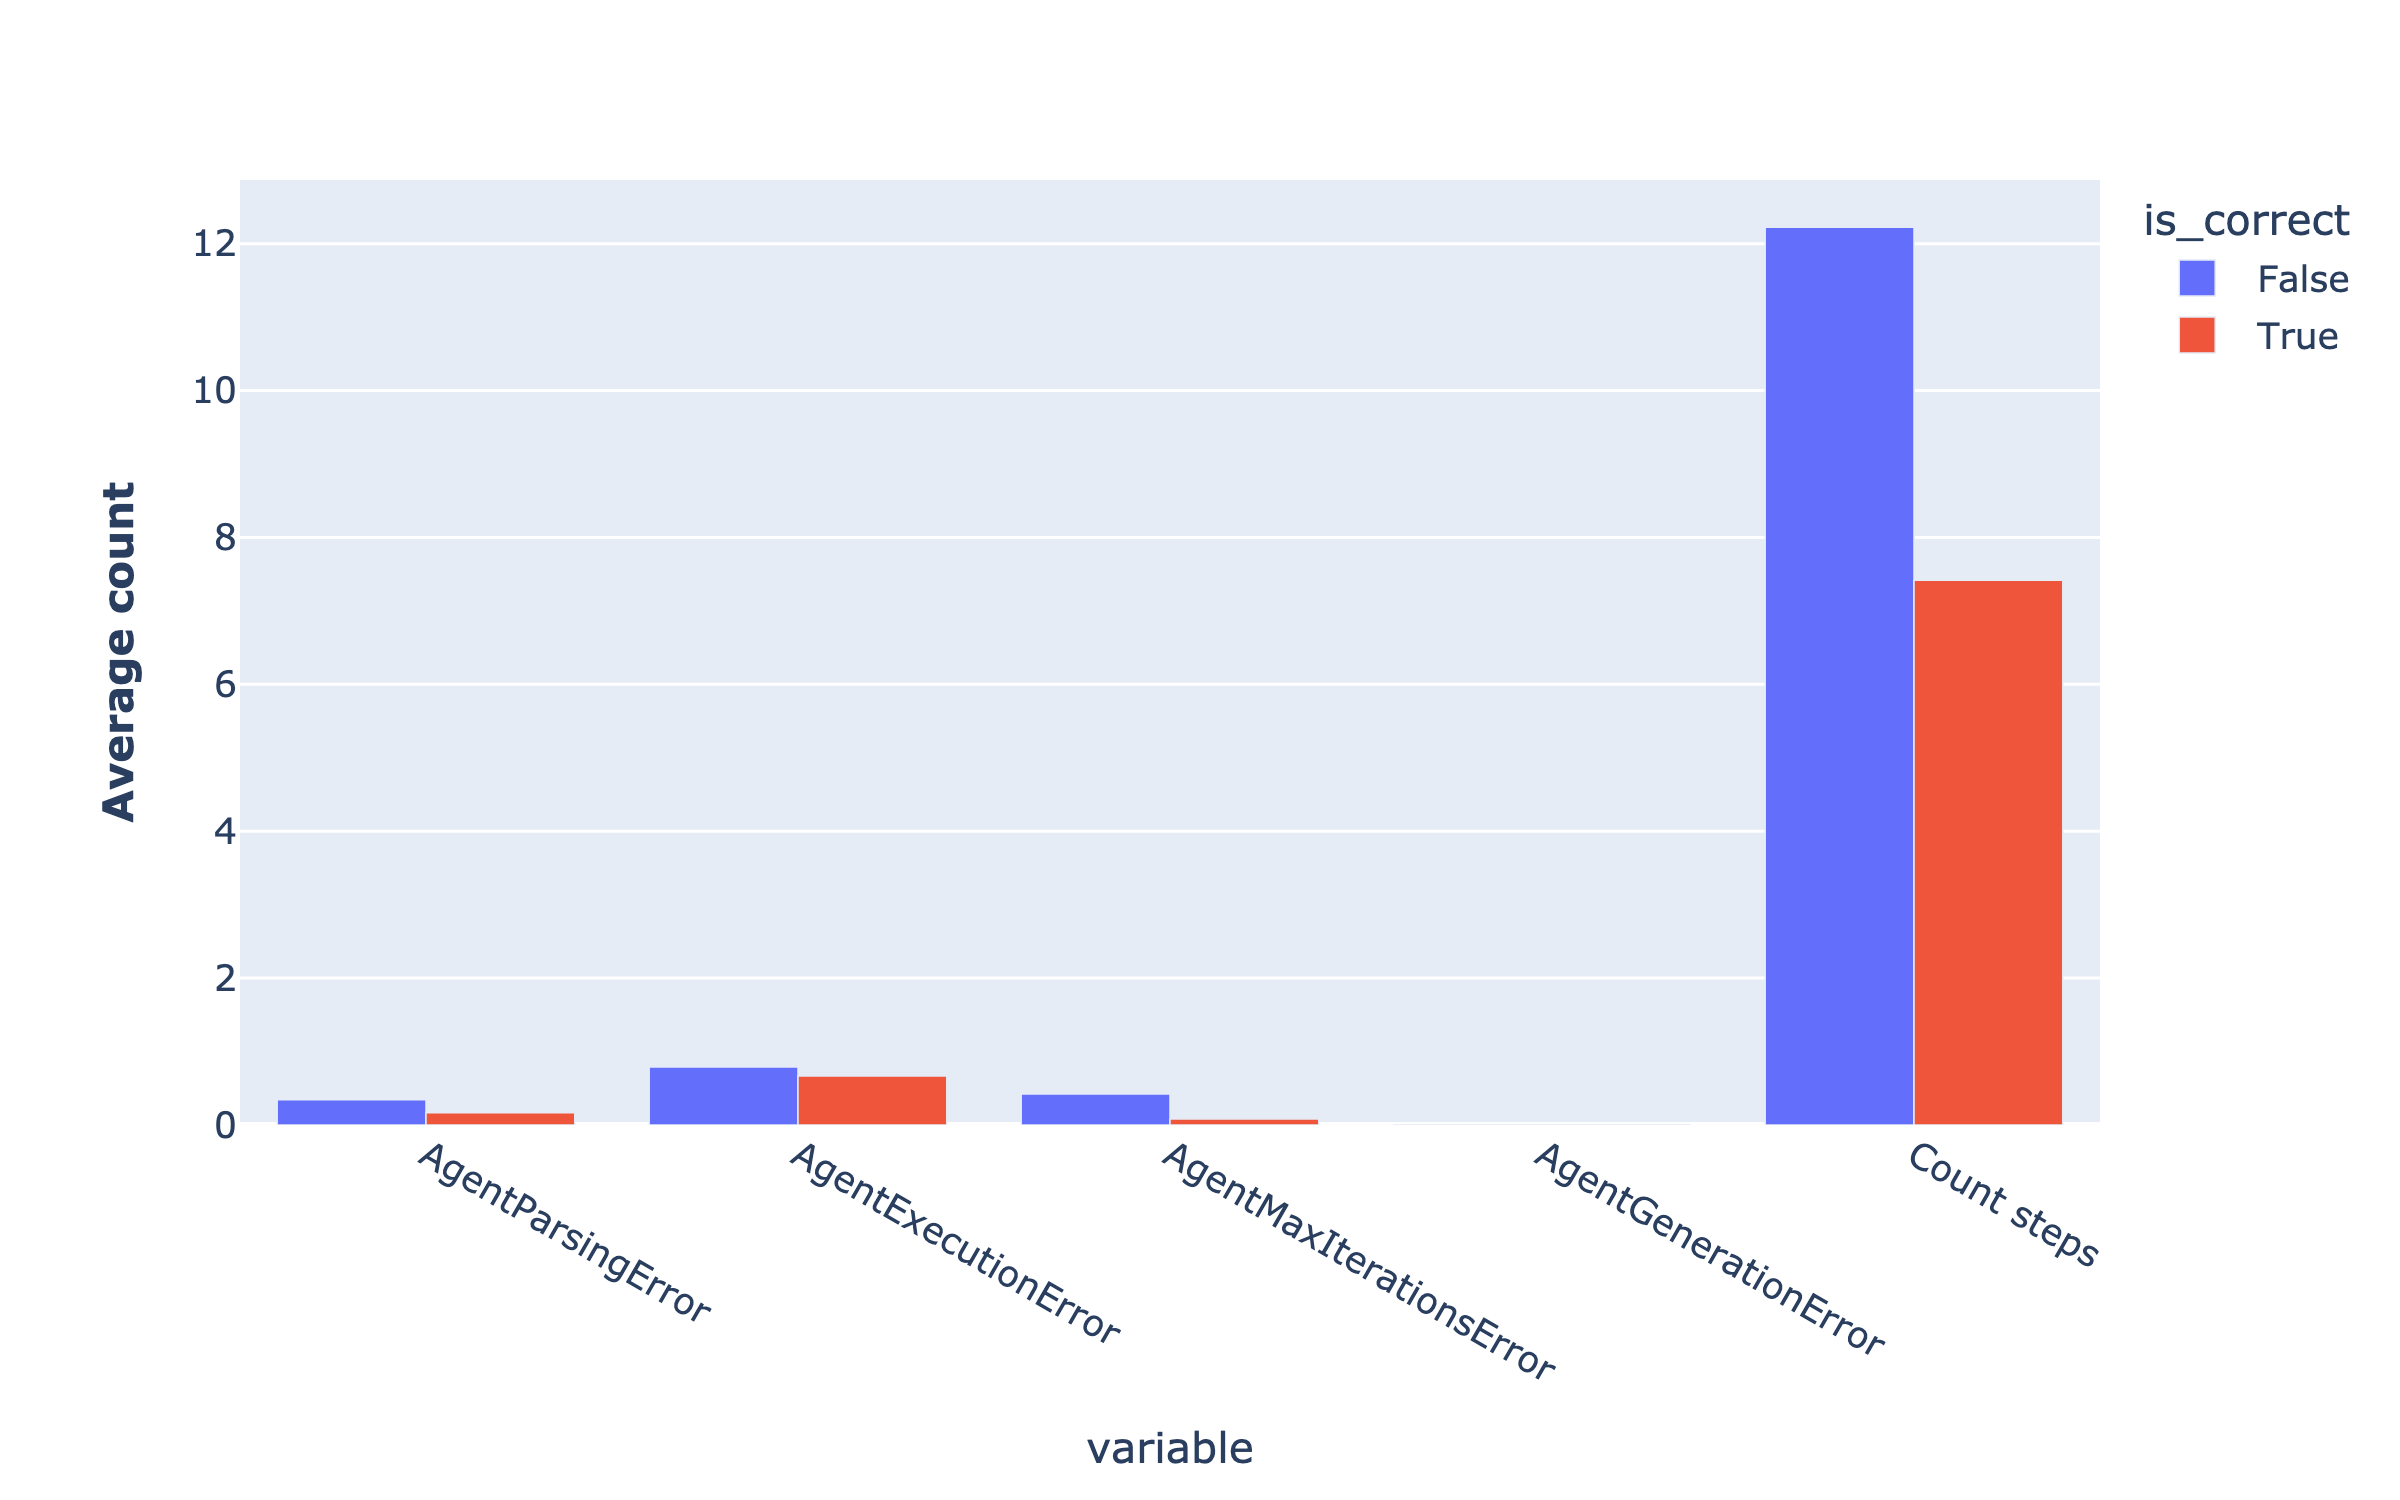 is_correct
False
True
Average count
12
10
8
6
4
2
0
AgentParsingError
AgentExecutionError
AgentMaxIterationsError
AgentGenerationError
Count steps
variable